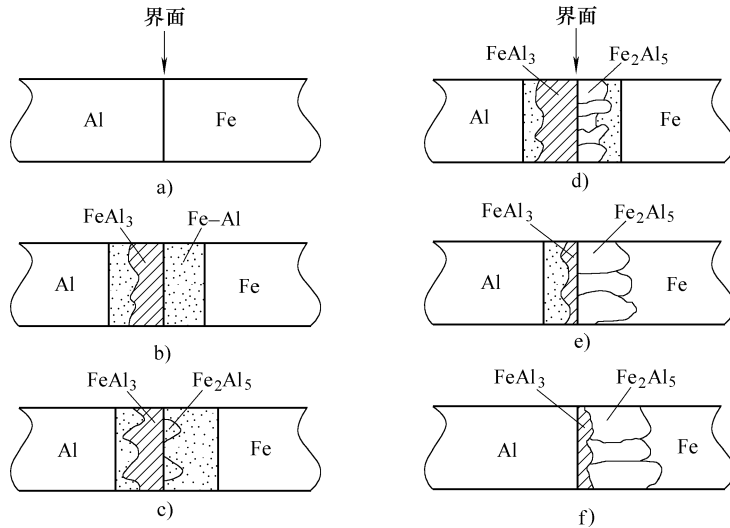 界面
Al Fe
a)
FeAl3 Fe–Al
Al Fe
b)
FeAl3 Fe2Al5
Al Fe
c)
界面
FeAl3 Fe2Al5
Al Fe
d)
FeAl3 Fe2Al5
Al Fe
e)
FeAl3 Fe2Al5
Al Fe
f)